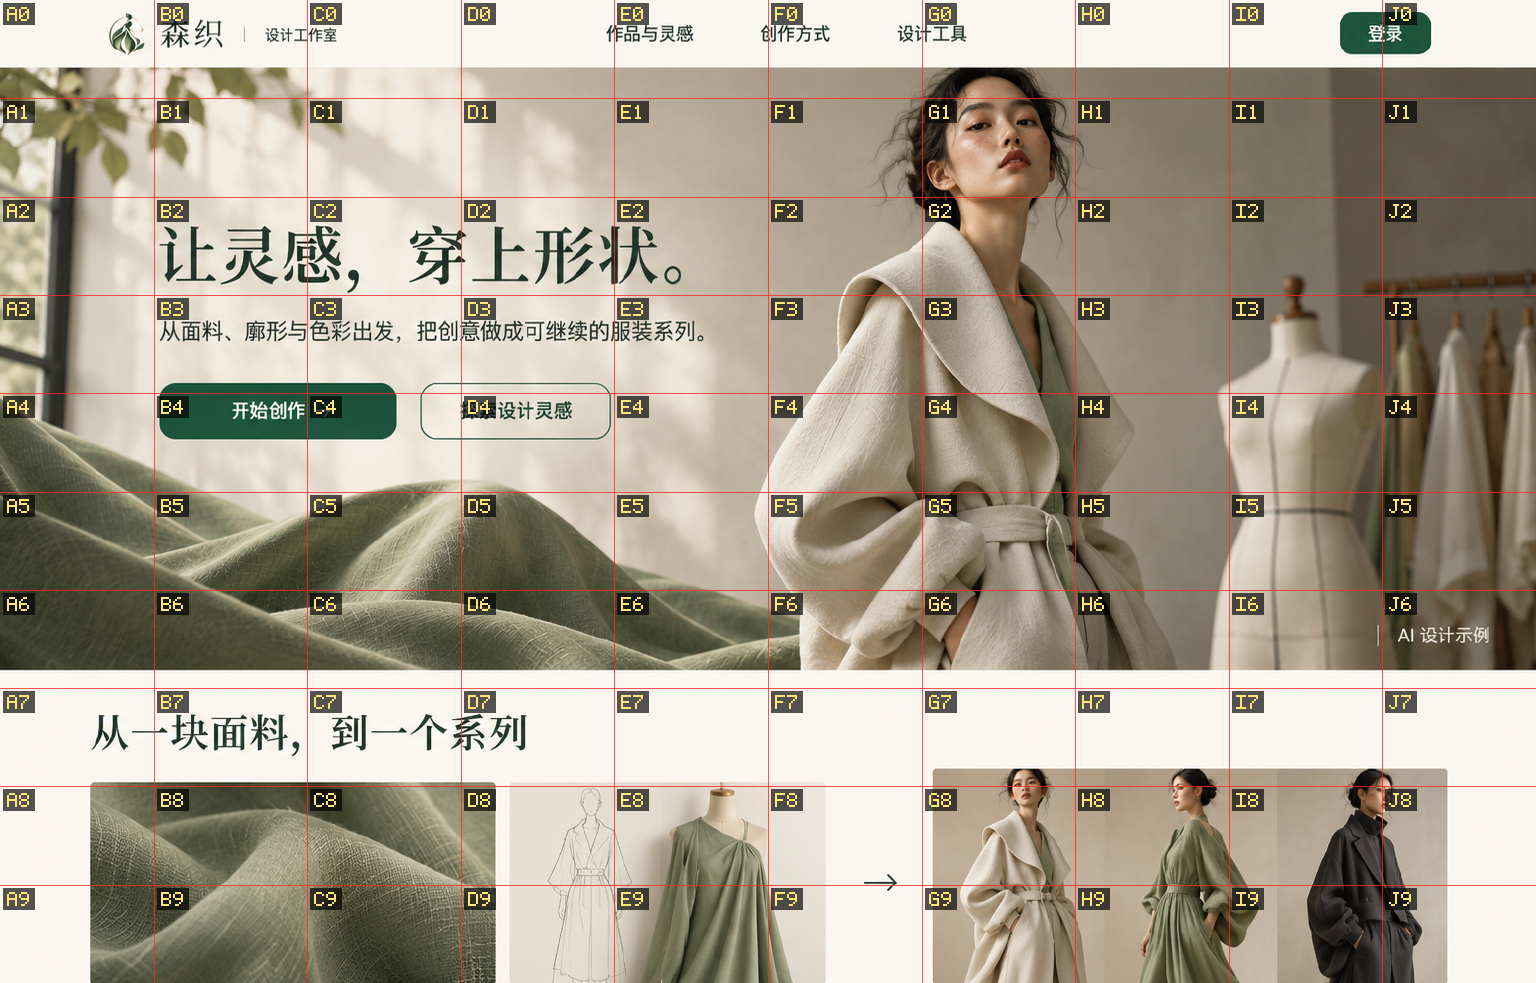 森织 | 设计工作室
作品与灵感
创作方式
设计工具
登录
让灵感，穿上形状。
从面料、廓形与色彩出发，把创意做成可继续的服装系列。
开始创作
探索设计灵感
AI 设计示例
从一块面料，到一个系列